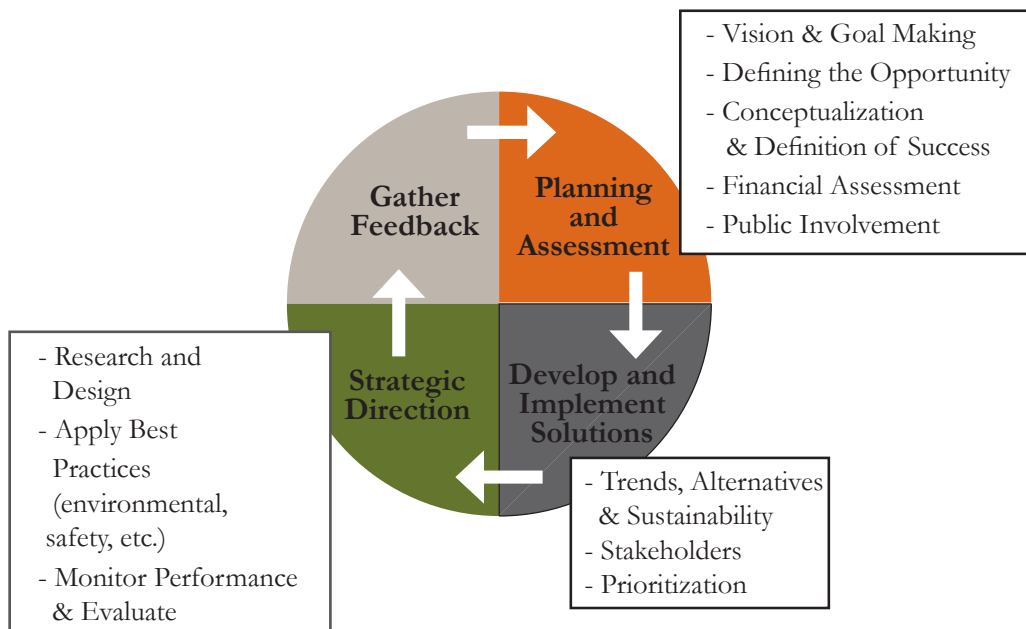 - Vision & Goal Making
- Defining the Opportunity
- Conceptualization
& Definition of Success
- Financial Assessment
- Public Involvement
Gather
Feedback
Planning
and
Assessment
Strategic
Direction
Develop and
Implement
Solutions
- Research and
Design
- Apply Best
Practices
(environmental,
safety, etc.)
- Monitor Performance
& Evaluate
- Trends, Alternatives
& Sustainability
- Stakeholders
- Prioritization